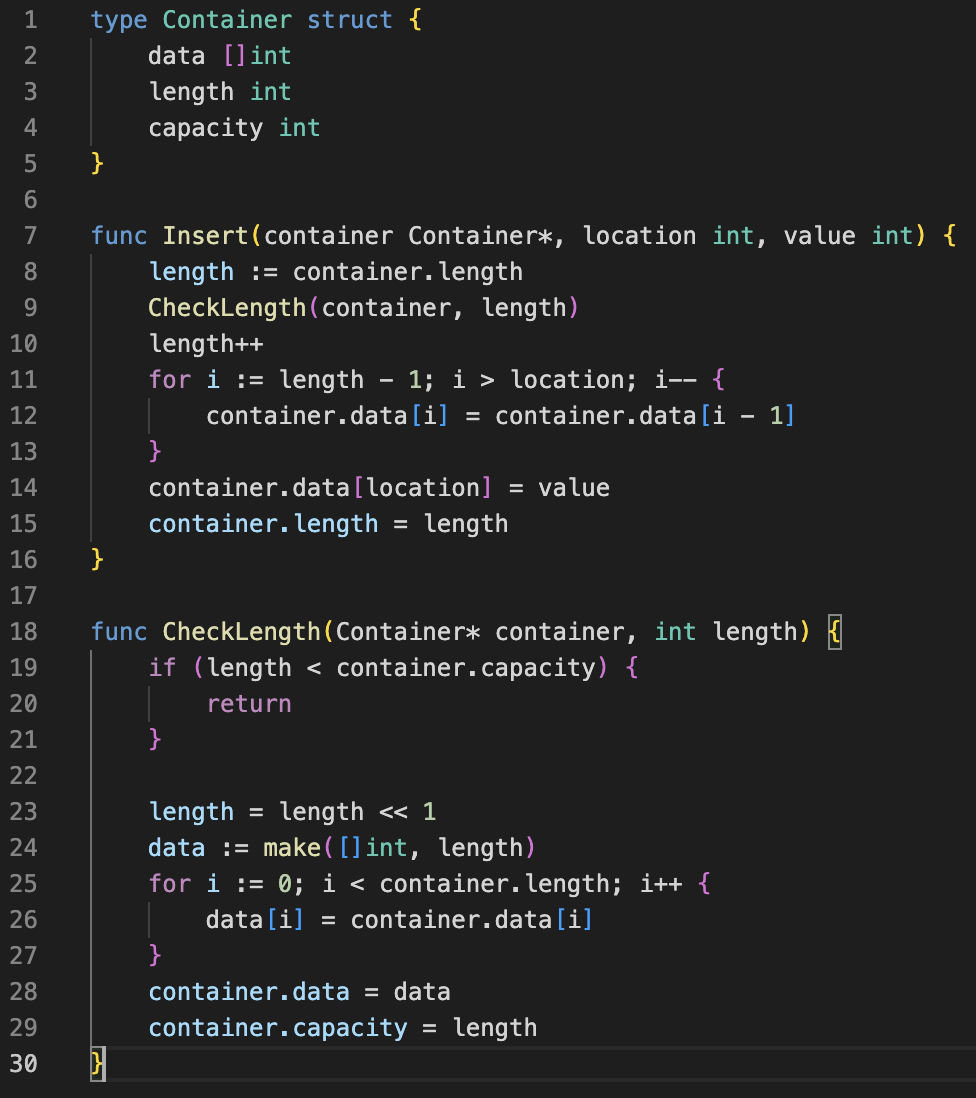 1 type Container struct {
2 data []int
3 length int
4 capacity int
5 }
6
7 func Insert(container Container*, location int, value int) {
8 length := container.length
9 CheckLength(container, length)
10 length++
11 for i := length - 1; i > location; i-- {
12 container.data[i] = container.data[i - 1]
13 }
14 container.data[location] = value
15 container.length = length
16 }
17
18 func CheckLength(Container* container, int length) {
19 if (length < container.capacity) {
20 return
21 }
22
23 length = length << 1
24 data := make([]int, length)
25 for i := 0; i < container.length; i++ {
26 data[i] = container.data[i]
27 }
28 container.data = data
29 container.capacity = length
30 }